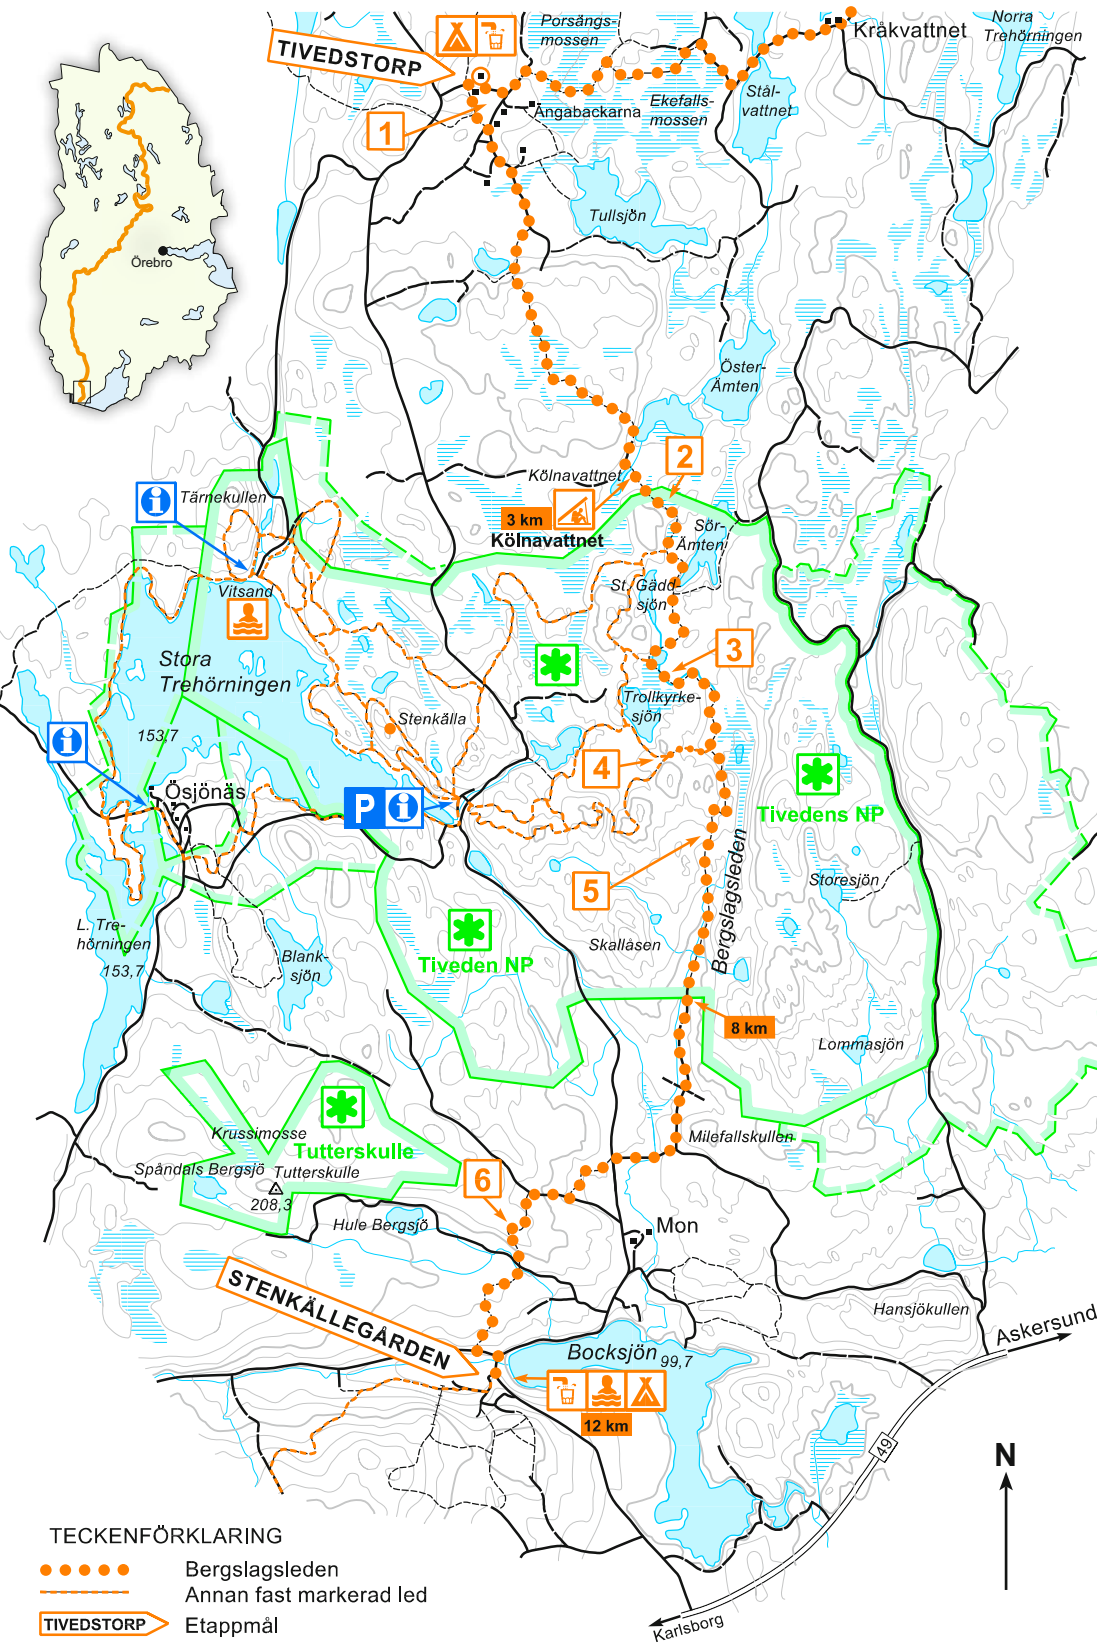 Porsängs-
mossen
Norra
Trehörningen
Kråkvattnet
TIVEDSTORP
Stål-
vattnet
Ekefalls-
mossen
Ängabackarna
1
Tullsjön
Örebro
Öster-
Ämten
2
Kölnavattnet
3 km
Kölnavattnet
Tärnekullen
i
Sör-
Ämten
St. Gädd-
sjön
Vitsand
3
Stora
Trehörningen
Trollkyrke-
sjön
Stenkälla
153,7
i
4
Ösjönäs
P i
Tivedens NP
5
Storesjön
Bergslagsleden
L. Tre-
hörningen
153,7
Blank-
sjön
Tiveden NP
Skallåsen
8 km
Lommasjön
Krussimosse
Tutterskulle
Milefallskullen
Spåndals Bergsjö
Tutterskulle
208,3
6
Hule Bergsjö
Mon
STENKÄLLEGÅRDEN
Hansjökullen
Askersund
Bocksjön 99,7
12 km
49
N
Karlsborg
TECKENFÖRKLARING
Bergslagsleden
Annan fast markerad led
TIVEDSTORP Etappmål